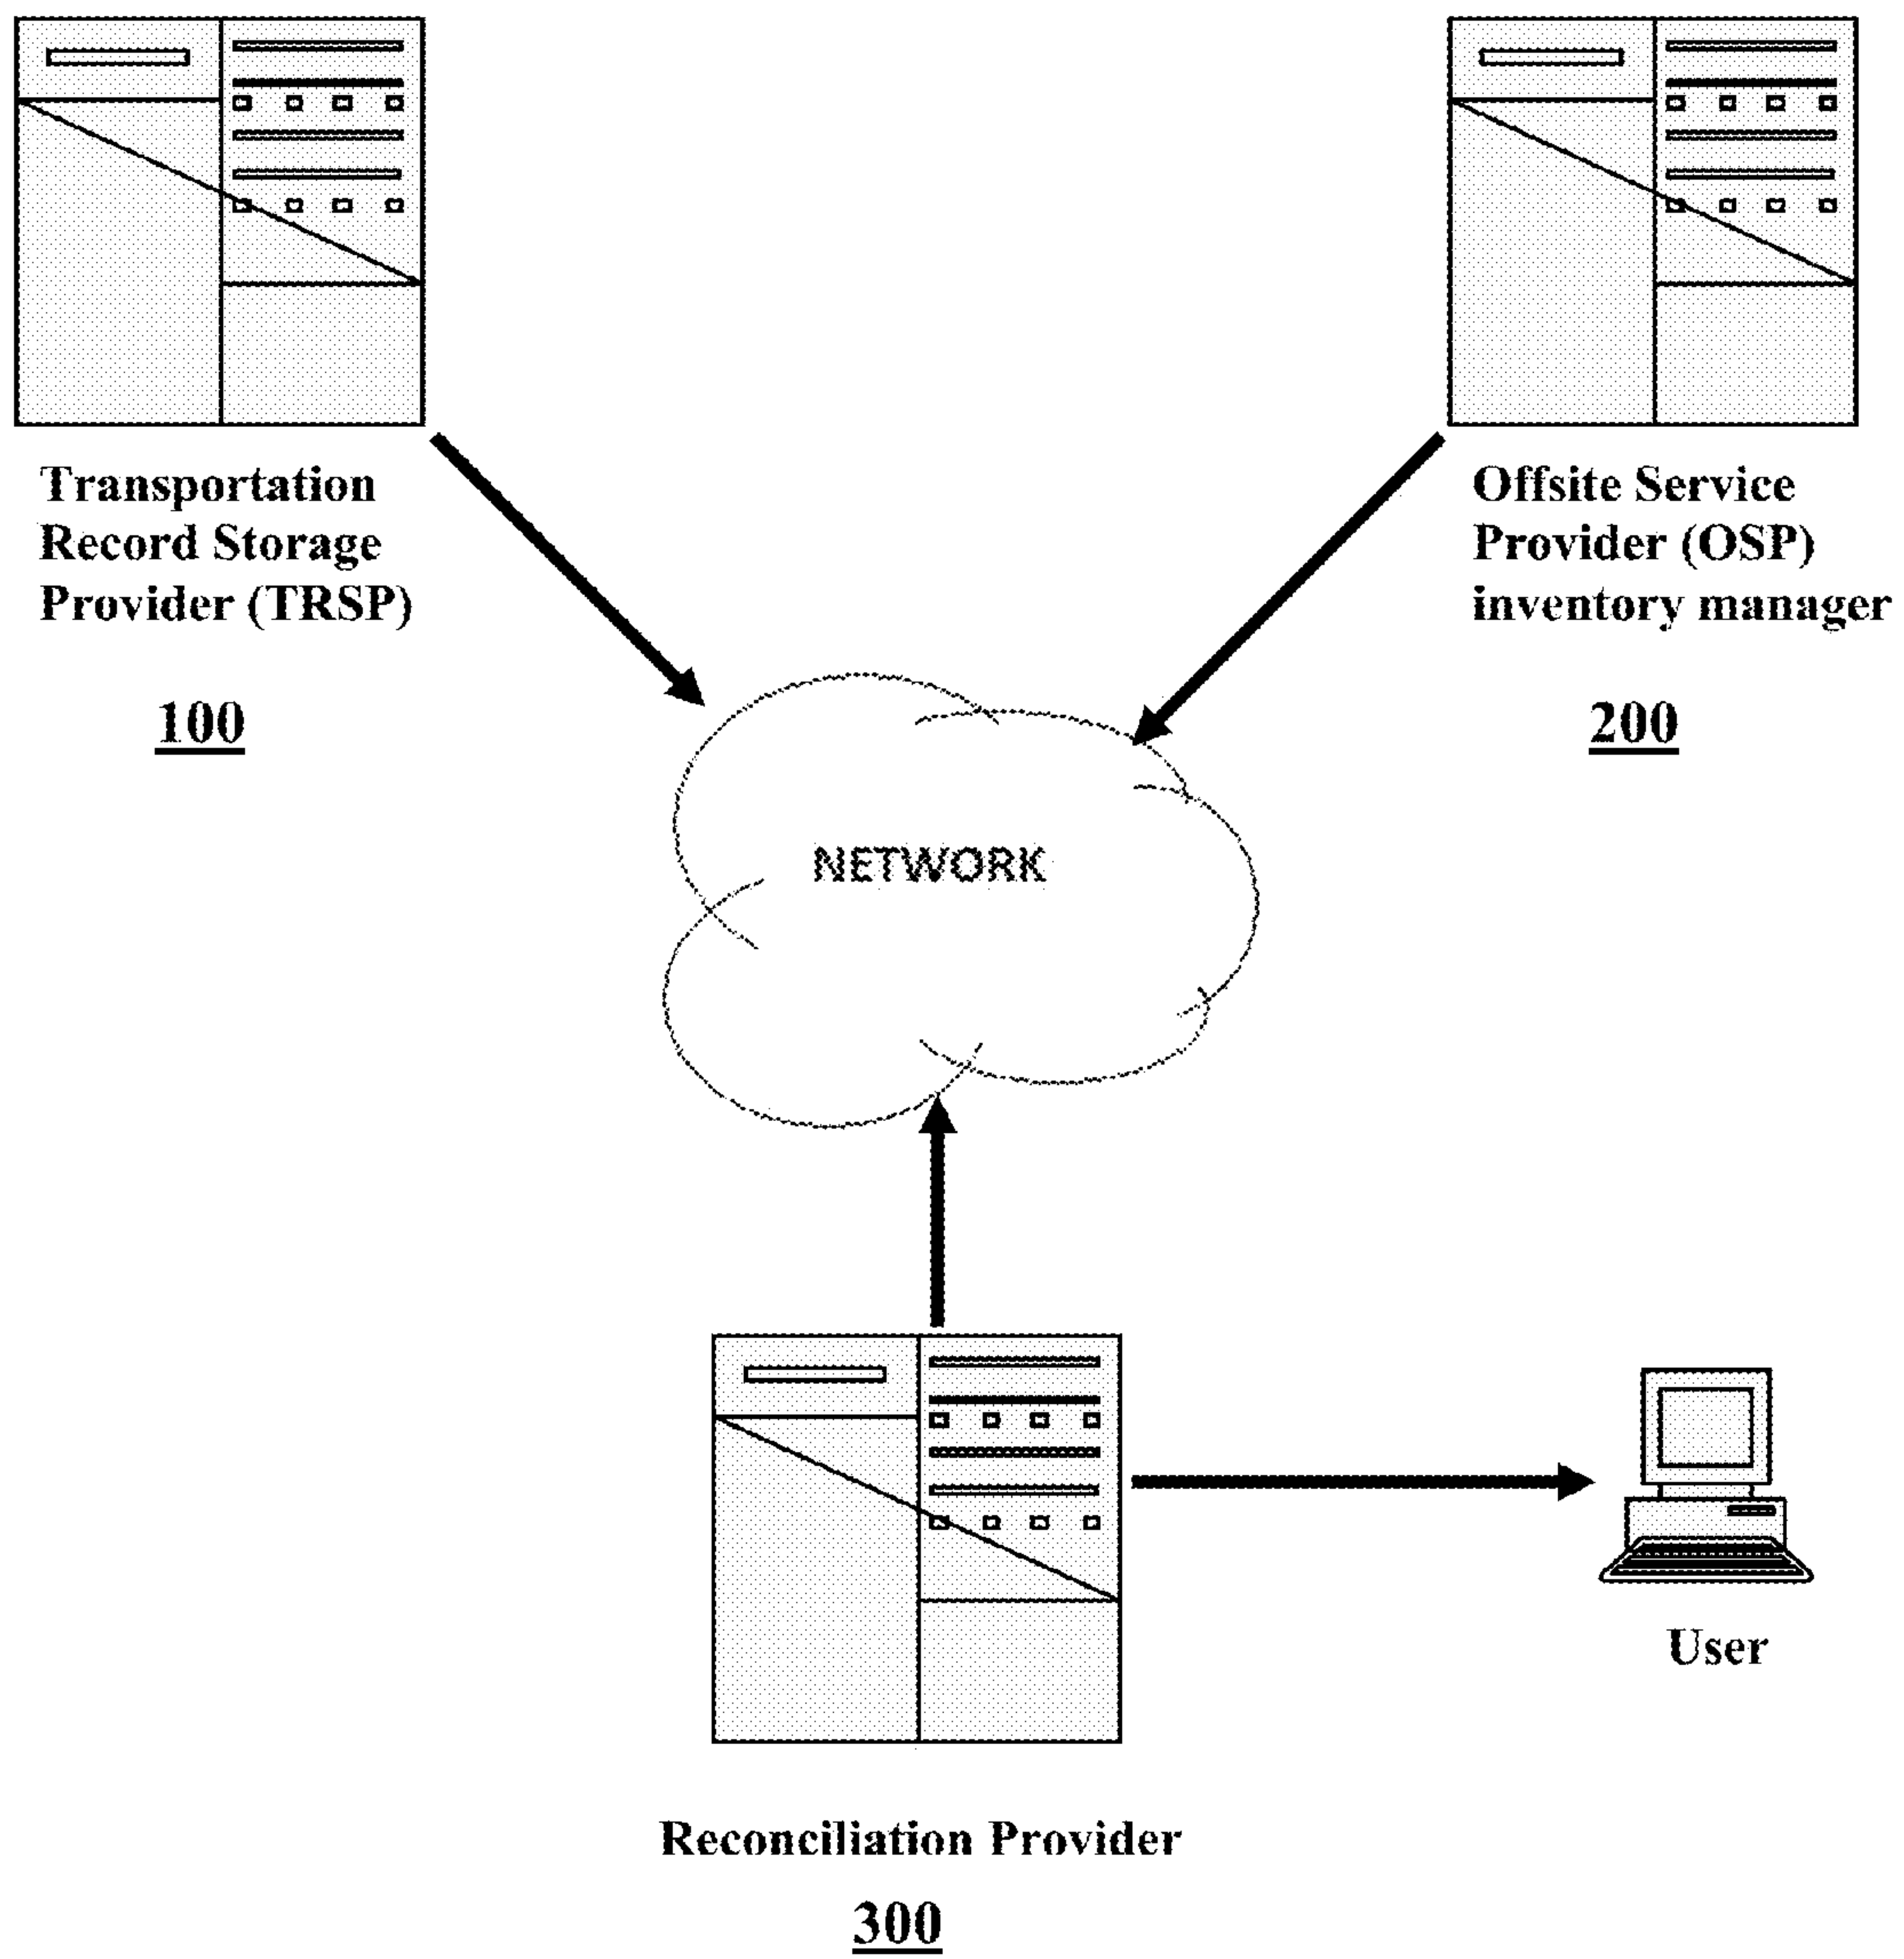 Transportation
Record Storage
Provider (TRSP)
100
Offsite Service
Provider (OSP)
inventory manager
200
NETWORK
User
Reconciliation Provider
300